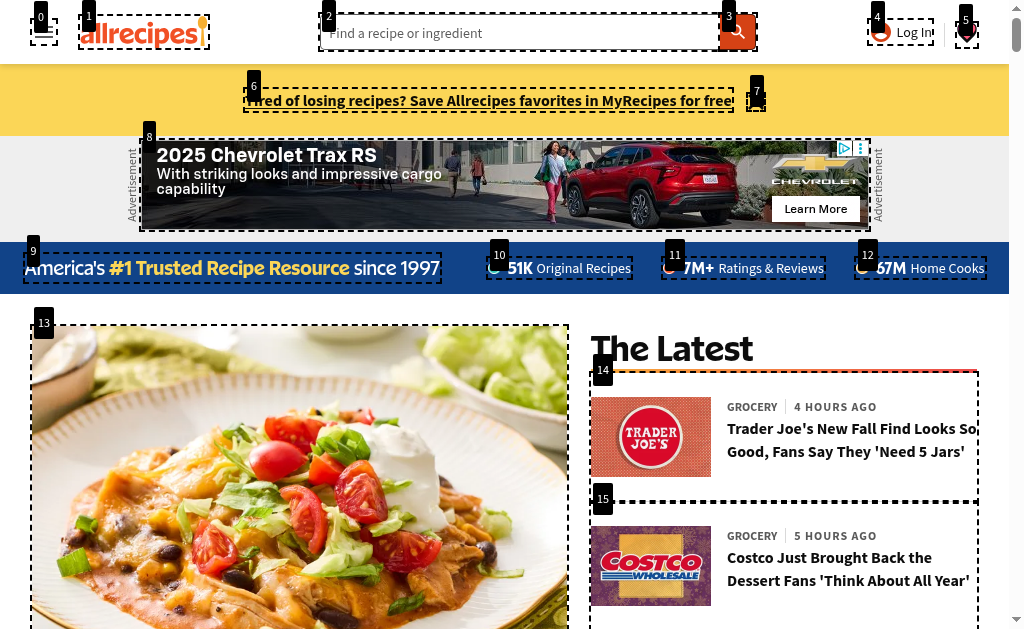 0
1
2
3
4
5
allrecipes
Find a recipe or ingredient
Log In
6
7
Tired of losing recipes? Save Allrecipes favorites in MyRecipes for free
8
Advertisement
2025 Chevrolet Trax RS
With striking looks and impressive cargo
capability
CHEVROLET
Learn More
Advertisement
9
10
11
12
America's #1 Trusted Recipe Resource since 1997
51K Original Recipes
7M+ Ratings & Reviews
67M Home Cooks
13
The Latest
14
TRADER
JOE'S
GROCERY
4 HOURS AGO
Trader Joe's New Fall Find Looks So
Good, Fans Say They 'Need 5 Jars'
15
COSTCO
WHOLESALE
GROCERY
5 HOURS AGO
Costco Just Brought Back the
Dessert Fans 'Think About All Year'